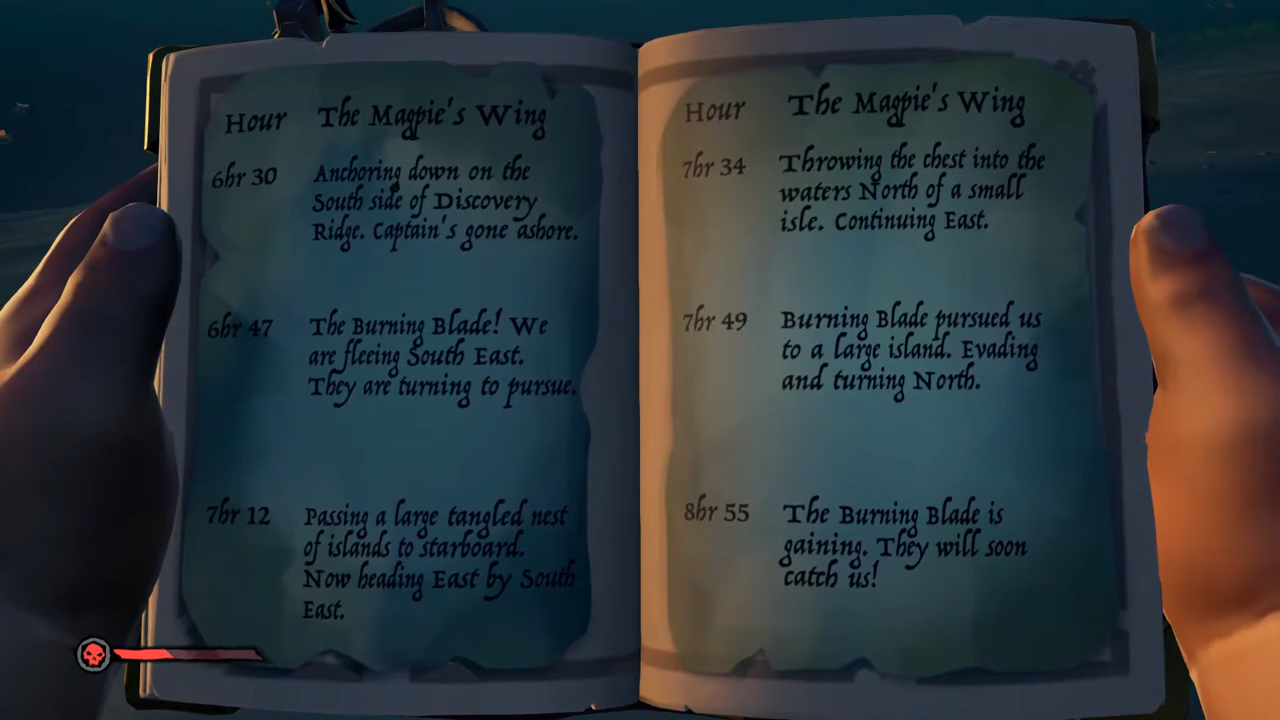 Hour The Magpie's Wing
6hr 30 Anchoring down on the
South side of Discovery
Ridge. Captain's gone ashore.
6hr 47 The Burning Blade! We
are fleeing South East.
They are turning to pursue.
7hr 12 Passing a large tangled nest
of islands to starboard.
Now heading East by South
East.
Hour The Magpie's Wing
7hr 34 Throwing the chest into the
waters North of a small
isle. Continuing East.
7hr 49 Burning Blade pursued us
to a large island. Evading
and turning North.
8hr 55 The Burning Blade is
gaining. They will soon
catch us!